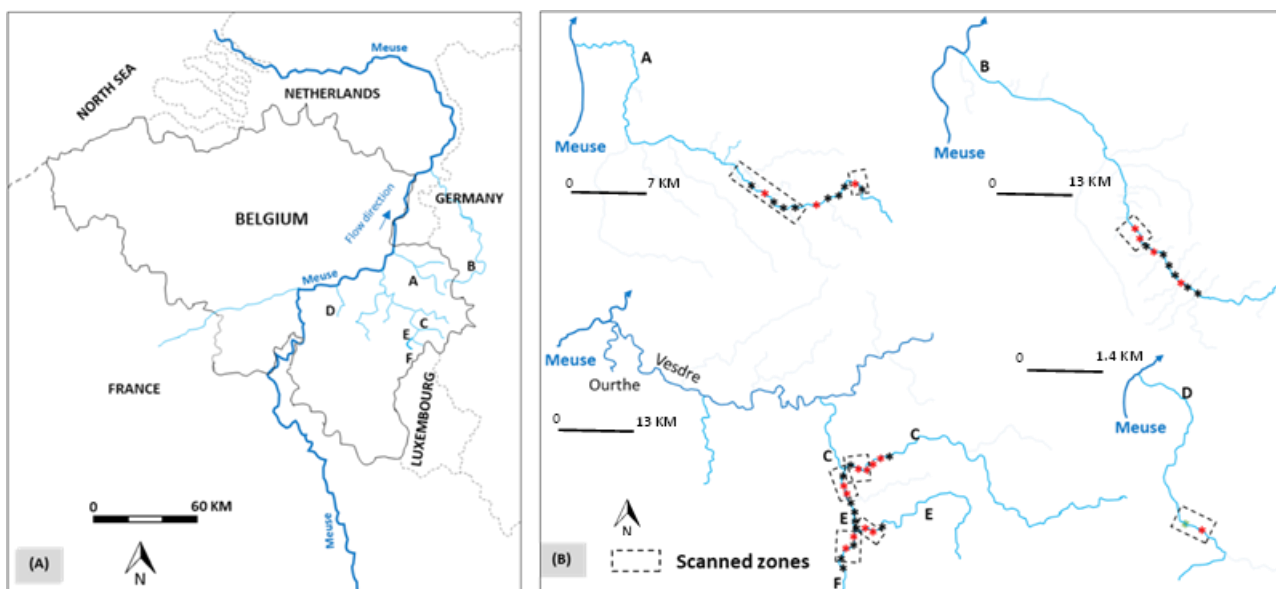 Meuse
NORTH SEA
NETHERLANDS
GERMANY
BELGIUM
Flow direction
Meuse
B
A
D
C
E
F
FRANCE
LUXEMBOURG
0 60 KM
Meuse
N
(A)
A
Meuse
0 7 KM
B
Meuse
0 13 KM
Meuse
Ourthe
Vesdre
0 13 KM
C
C
E
E
F
0 1.4 KM
D
Meuse
N
Scanned zones
(B)